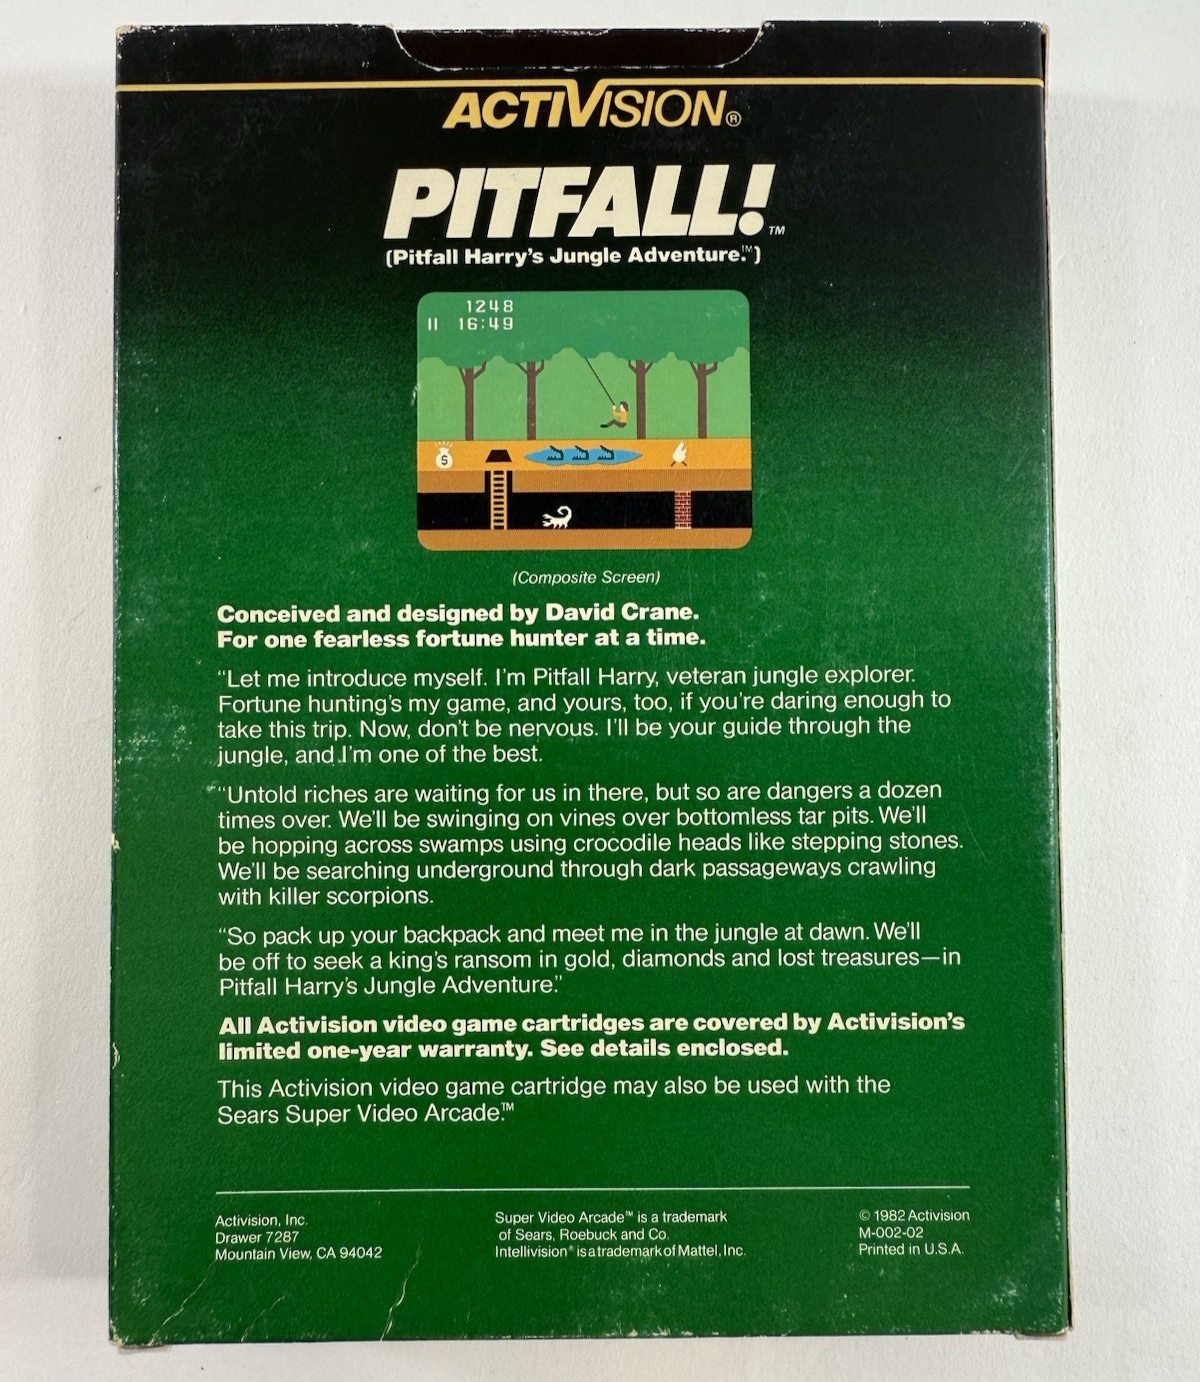 ACTIVISION®
PITFALL!™
(Pitfall Harry's Jungle Adventure.™)
1248
II 16:49
$
(Composite Screen)
Conceived and designed by David Crane.
For one fearless fortune hunter at a time.
“Let me introduce myself. I'm Pitfall Harry, veteran jungle explorer.
Fortune hunting's my game, and yours, too, if you're daring enough to
take this trip. Now, don't be nervous. I'll be your guide through the
jungle, and I'm one of the best.
“Untold riches are waiting for us in there, but so are dangers a dozen
times over. We'll be swinging on vines over bottomless tar pits. We'll
be hopping across swamps using crocodile heads like stepping stones.
We'll be searching underground through dark passageways crawling
with killer scorpions.
“So pack up your backpack and meet me in the jungle at dawn. We'll
be off to seek a king's ransom in gold, diamonds and lost treasures—in
Pitfall Harry's Jungle Adventure.”
All Activision video game cartridges are covered by Activision's
limited one-year warranty. See details enclosed.
This Activision video game cartridge may also be used with the
Sears Super Video Arcade.™
Activision, Inc.
Drawer 7287
Mountain View, CA 94042
Super Video Arcade™ is a trademark
of Sears, Roebuck and Co.
Intellivision® is a trademark of Mattel, Inc.
© 1982 Activision
M-002-02
Printed in U.S.A.